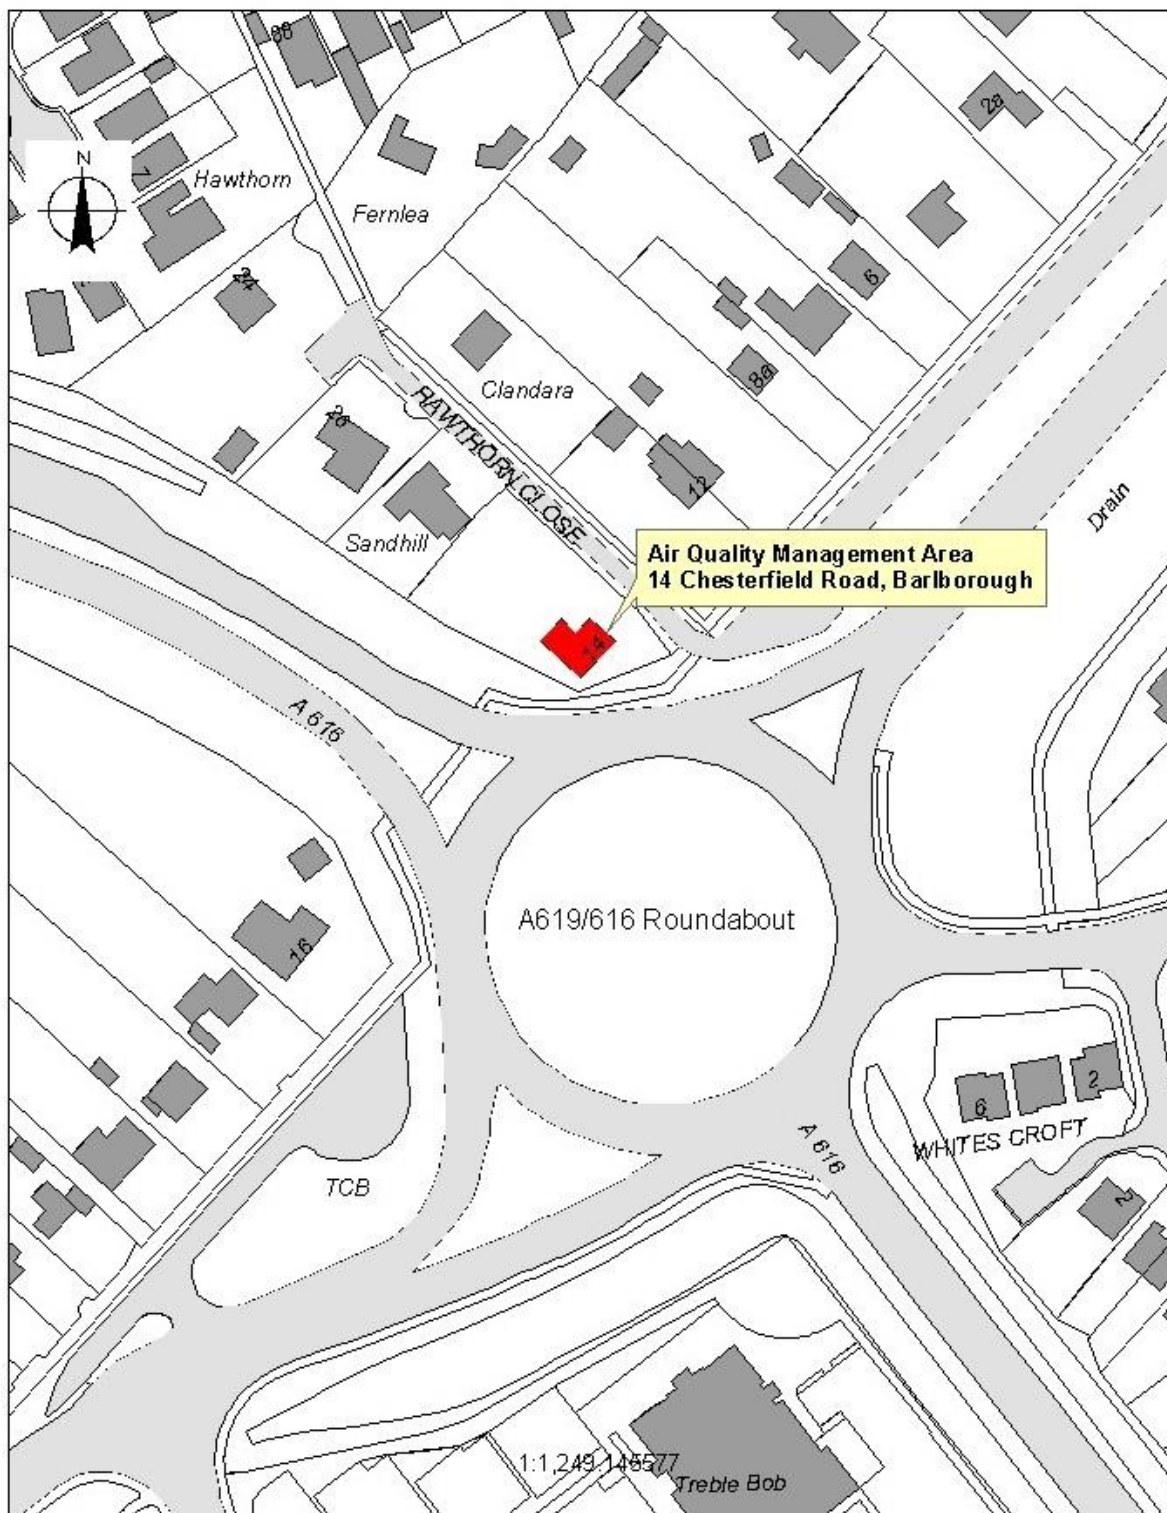 88
2a
N
7
Hawthorn
Fernlea
24
6
8a
Clandara
26
HAWTHORN CLOSE
12
Drain
Sandhill
Air Quality Management Area
14 Chesterfield Road, Barlborough
14
A 616
A619/616 Roundabout
16
2
6
WHITES CROFT
A 616
TCB
2
1:1,249.145577
Treble Bob